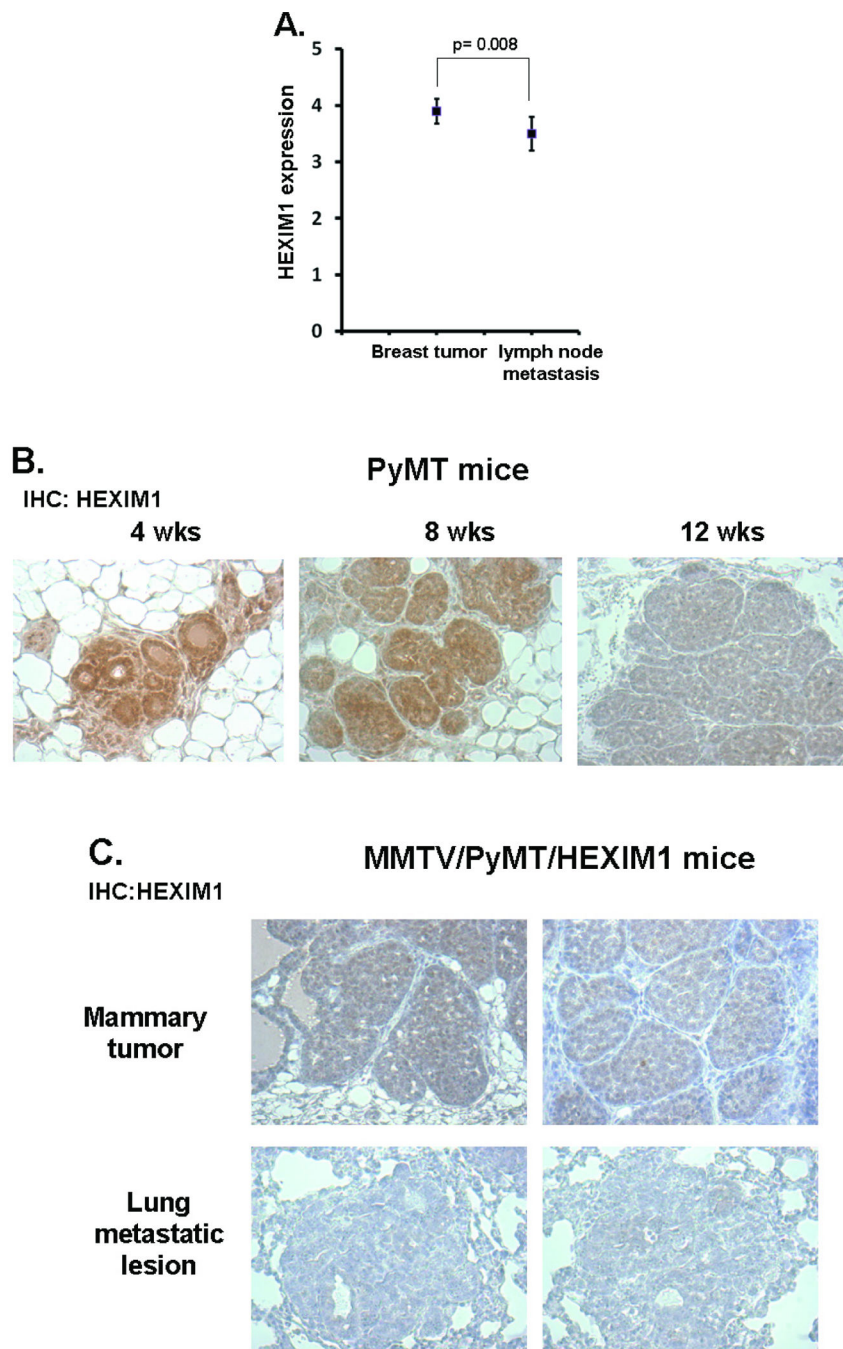 A.
p= 0.008
5
4
3
2
1
0
HEXIM1 expression
Breast tumor
lymph node
metastasis
B.
PyMT mice
IHC: HEXIM1
4 wks
8 wks
12 wks
C.
MMTV/PyMT/HEXIM1 mice
IHC:HEXIM1
Mammary
tumor
Lung
metastatic
lesion